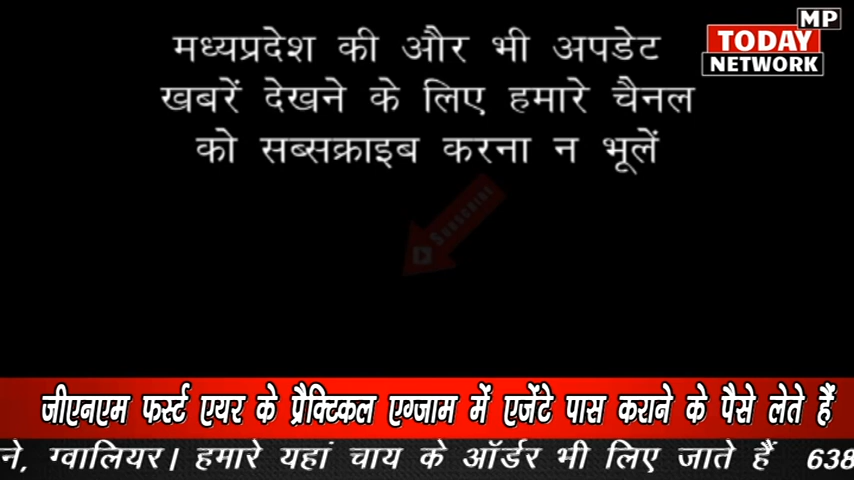 MP
TODAY
NETWORK
मध्यप्रदेश की और भी अपडेट
खबरें देखने के लिए हमारे चैनल
को सब्सक्राइब करना न भूलें
SUBSCRIBE
जीएनएम फर्स्ट एयर के प्रैक्टिकल एग्जाम में एजेंटे पास कराने के पैसे लेते हैं
ने, ग्वालियर। हमारे यहां चाय के ऑर्डर भी लिए जाते हैं 638